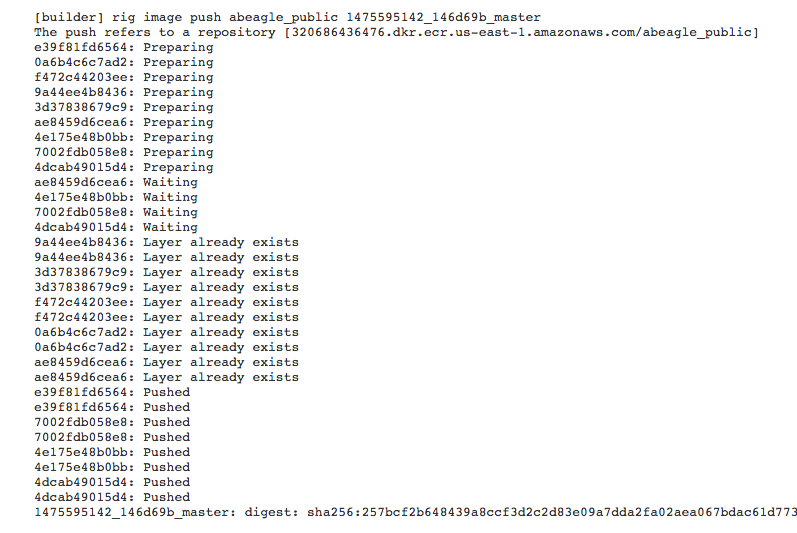 [builder] rig image push abeagle_public 1475595142_146d69b_master
The push refers to a repository [320686436476.dkr.ecr.us-east-1.amazonaws.com/abeagle_public]
e39f81fd6564: Preparing
0a6b4c6c7ad2: Preparing
f472c44203ee: Preparing
9a44ee4b8436: Preparing
3d37838679c9: Preparing
ae8459d6cea6: Preparing
4e175e48b0bb: Preparing
7002fdb058e8: Preparing
4dcab49015d4: Preparing
ae8459d6cea6: Waiting
4e175e48b0bb: Waiting
7002fdb058e8: Waiting
4dcab49015d4: Waiting
9a44ee4b8436: Layer already exists
9a44ee4b8436: Layer already exists
3d37838679c9: Layer already exists
3d37838679c9: Layer already exists
f472c44203ee: Layer already exists
f472c44203ee: Layer already exists
0a6b4c6c7ad2: Layer already exists
0a6b4c6c7ad2: Layer already exists
ae8459d6cea6: Layer already exists
ae8459d6cea6: Layer already exists
e39f81fd6564: Pushed
e39f81fd6564: Pushed
7002fdb058e8: Pushed
7002fdb058e8: Pushed
4e175e48b0bb: Pushed
4e175e48b0bb: Pushed
4dcab49015d4: Pushed
4dcab49015d4: Pushed
1475595142_146d69b_master: digest: sha256:257bcf2b648439a8ccf3d2c2d83e09a7dda2fa02aea067bdac61d773